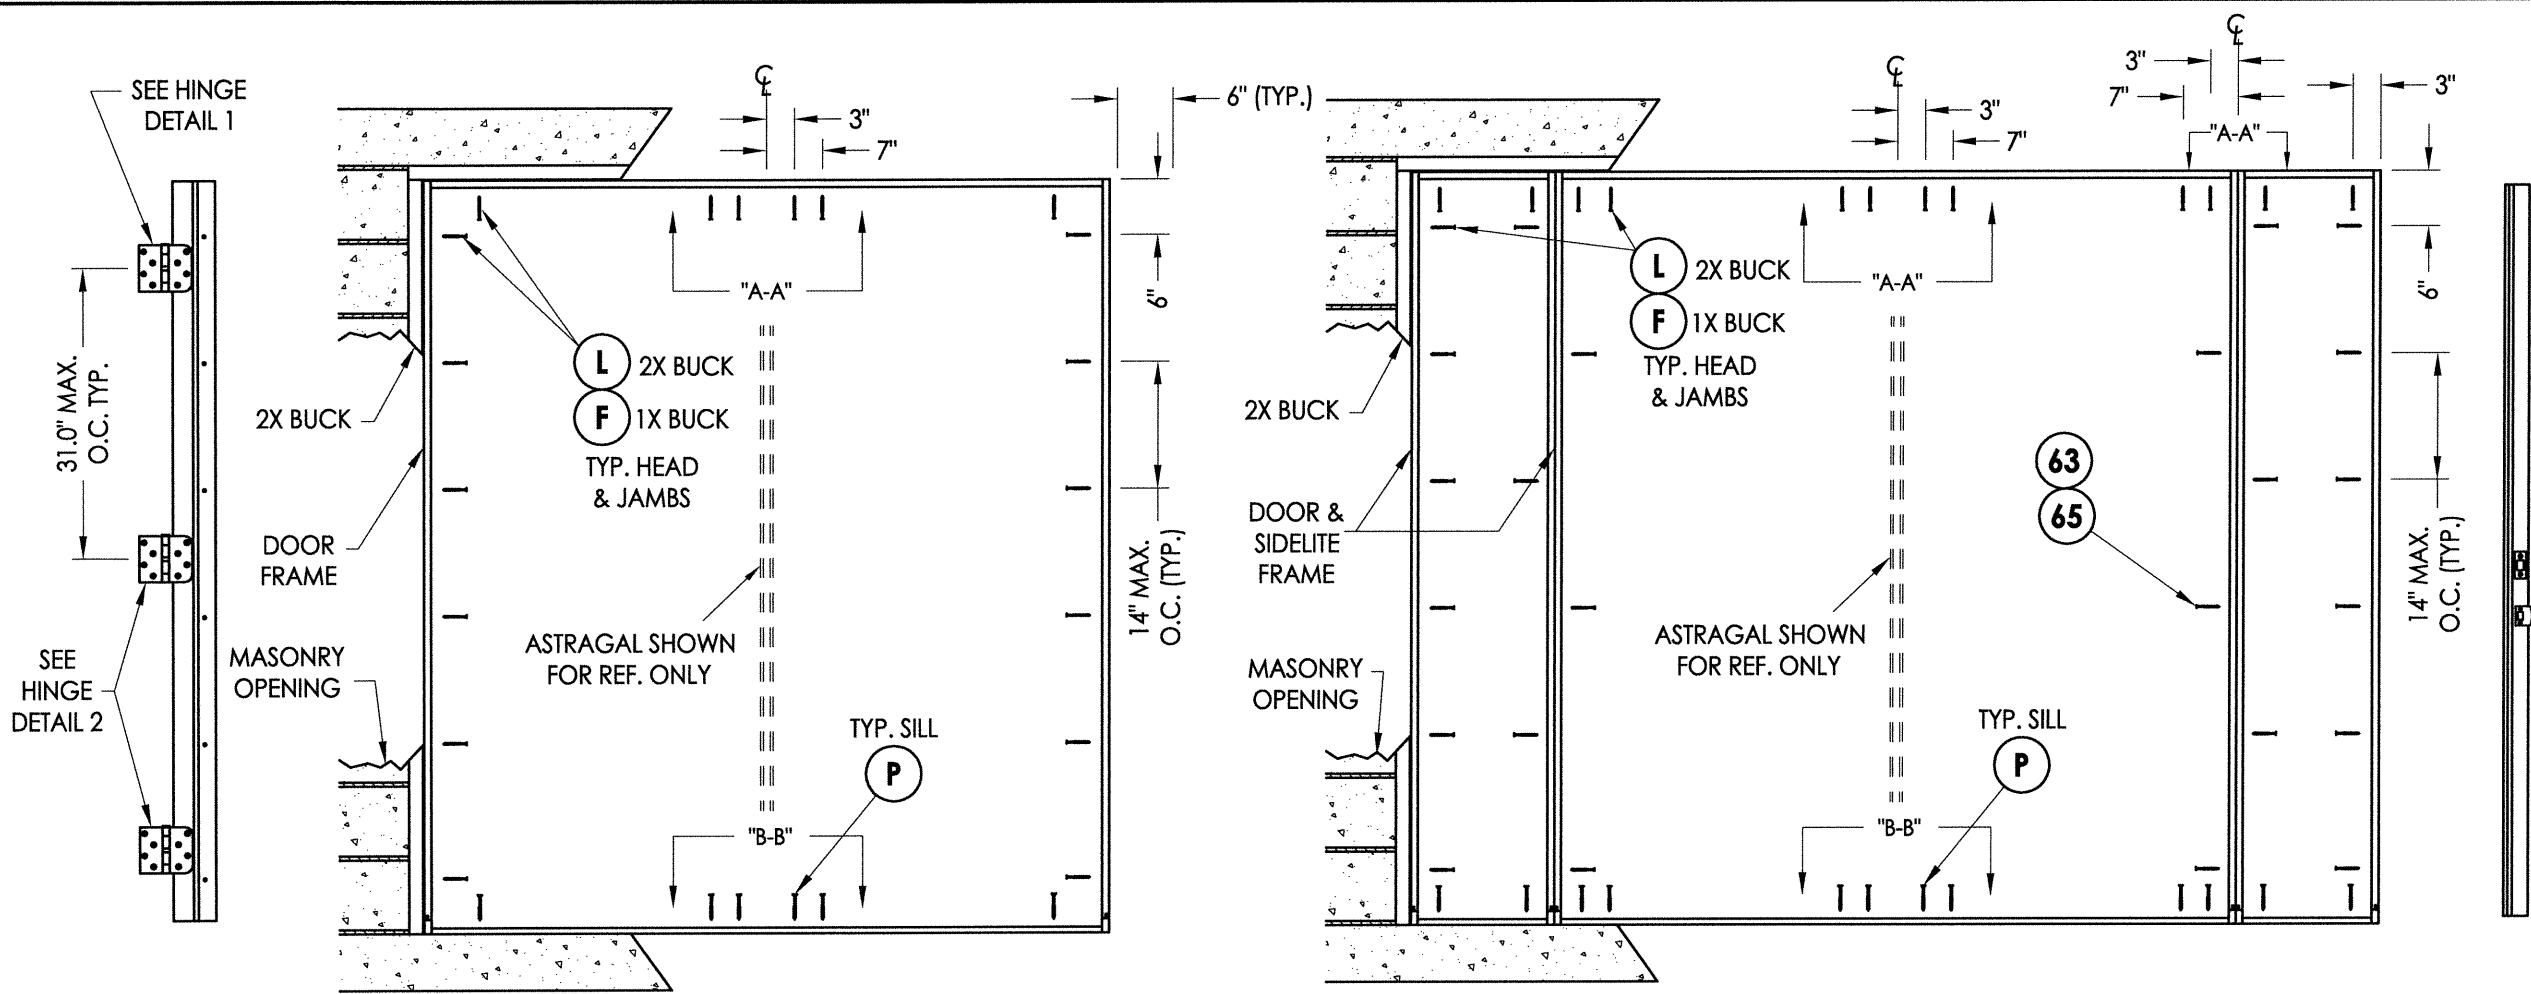 SEE HINGE
DETAIL 1
31.0" MAX.
O.C. TYP.
SEE
HINGE
DETAIL 2
℄
3"
7"
6" (TYP.)
"A-A"
6"
L 2X BUCK
F 1X BUCK
TYP. HEAD
& JAMBS
2X BUCK
DOOR
FRAME
MASONRY
OPENING
ASTRAGAL SHOWN
FOR REF. ONLY
14" MAX.
O.C. (TYP.)
TYP. SILL
P
"B-B"
℄
3"
7"
℄
3"
7"
3"
"A-A"
"A-A"
6"
L 2X BUCK
F 1X BUCK
TYP. HEAD
& JAMBS
2X BUCK
DOOR &
SIDELITE
FRAME
MASONRY
OPENING
63
65
ASTRAGAL SHOWN
FOR REF. ONLY
14" MAX.
O.C. (TYP.)
TYP. SILL
P
"B-B"